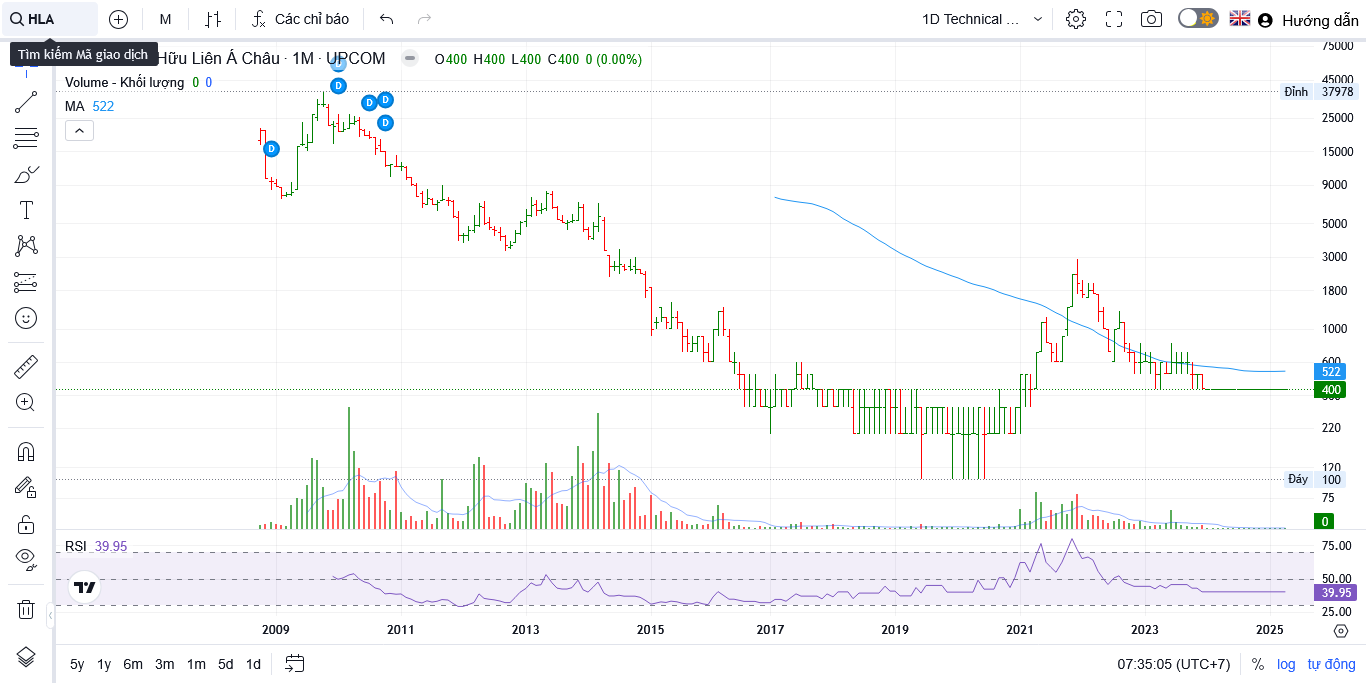 HLA M Các chỉ báo 1D Technical ... Hướng dẫn
Tìm kiếm Mã giao dịch
Hữu Liên Á Châu · 1M · UPCOM O400 H400 L400 C400 0 (0.00%)
Volume - Khối lượng 0 0
MA 522
D
D
D
D
D
D
75000
45000
Đỉnh 37978
25000
15000
9000
5000
3000
1800
1000
600
522
400
220
120
Đáy 100
75
0
RSI 39.95
75.00
50.00
39.95
25.00
2009 2011 2013 2015 2017 2019 2021 2023 2025
5y 1y 6m 3m 1m 5d 1d 07:35:05 (UTC+7) % log tự động